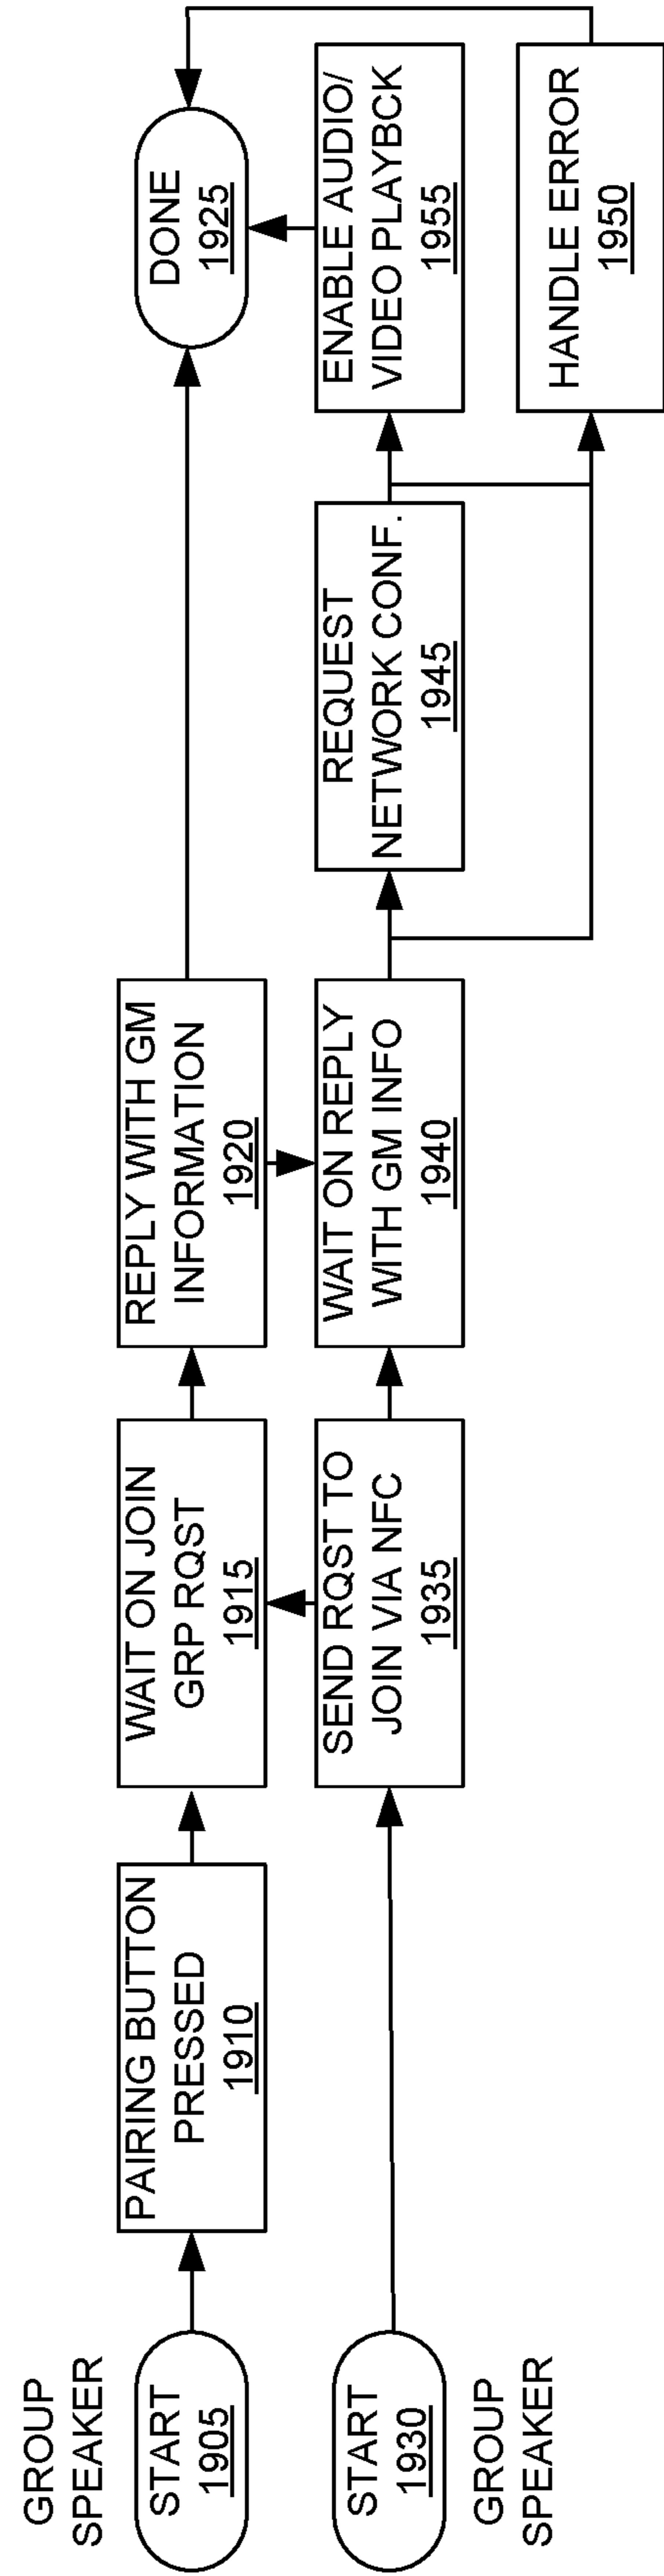 GROUP
SPEAKER
START
1905
PAIRING BUTTON
PRESSED
1910
WAIT ON JOIN
GRP RQST
1915
REPLY WITH GM
INFORMATION
1920
DONE
1925
START
1930
GROUP
SPEAKER
SEND RQST TO
JOIN VIA NFC
1935
WAIT ON REPLY
WITH GM INFO
1940
REQUEST
NETWORK CONF.
1945
ENABLE AUDIO/
VIDEO PLAYBCK
1955
HANDLE ERROR
1950